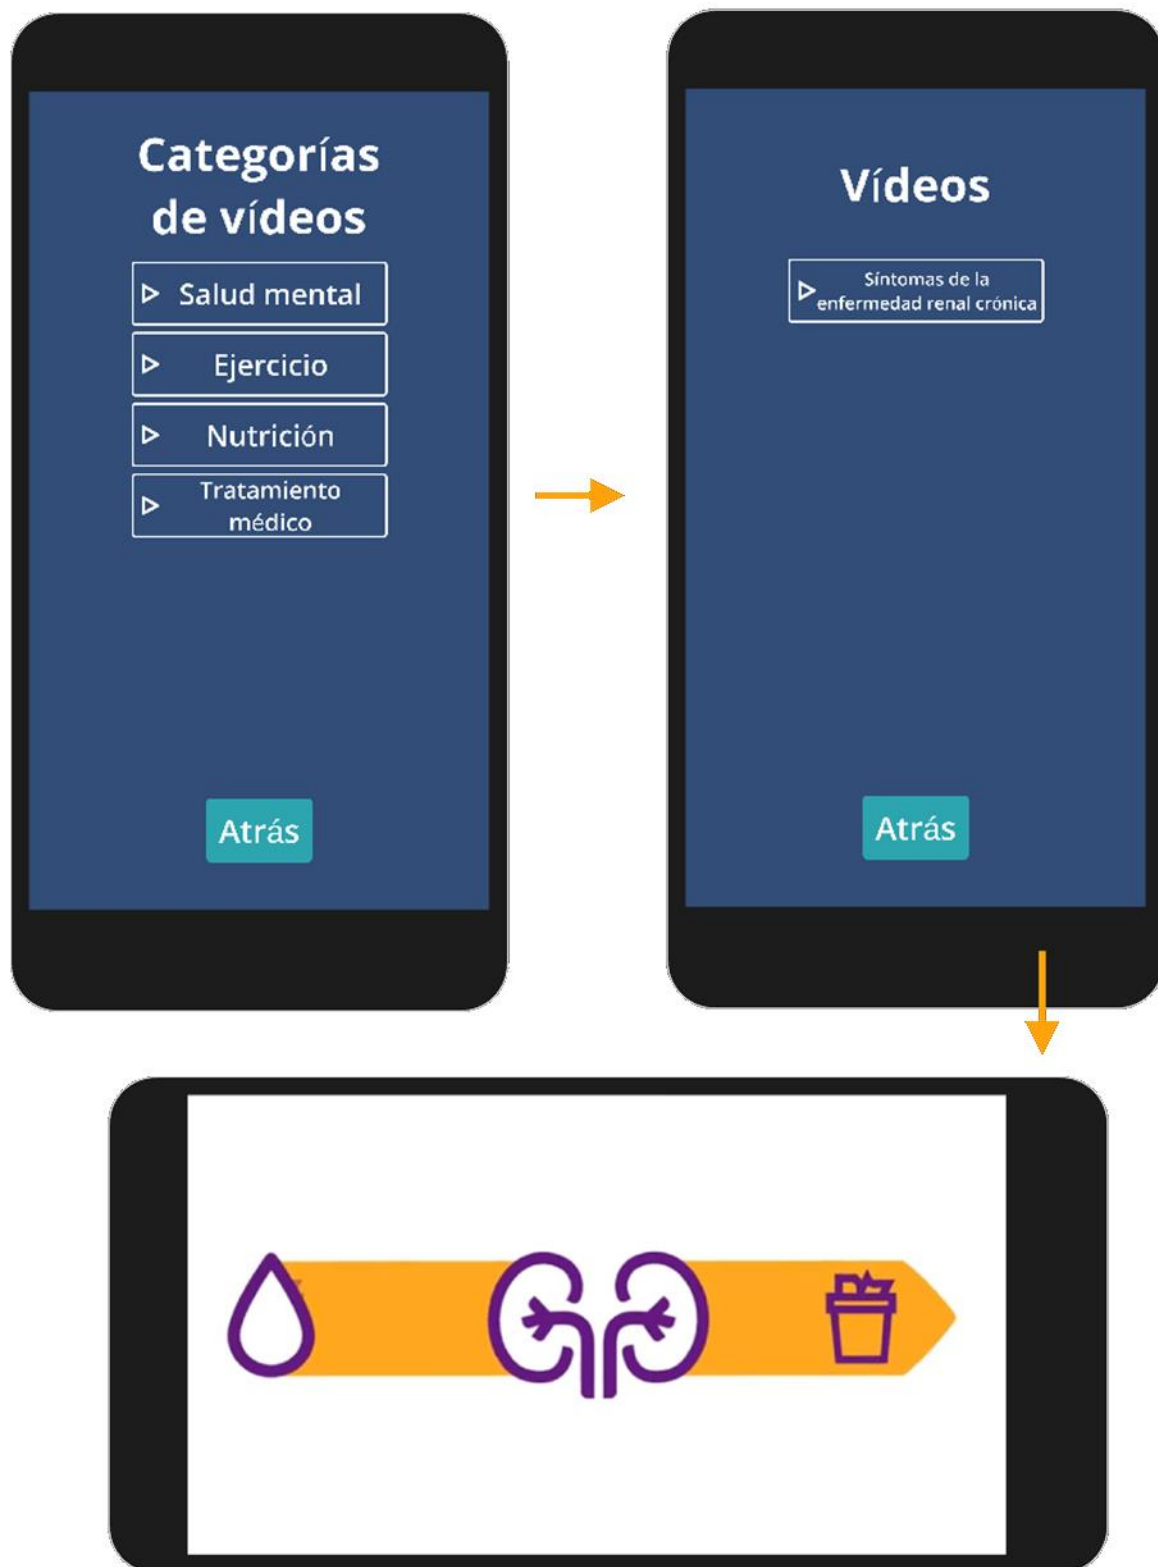 Categorías
de vídeos
Salud mental
Ejercicio
Nutrición
Tratamiento
médico
Atrás
Vídeos
Síntomas de la
enfermedad renal crónica
Atrás